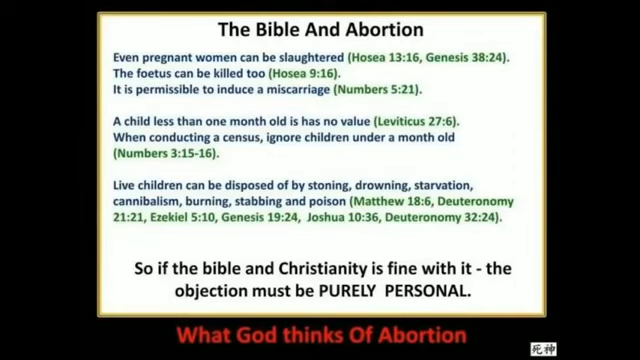 The Bible And Abortion
Even pregnant women can be slaughtered (Hosea 13:16, Genesis 38:24).
The foetus can be killed too (Hosea 9:16).
It is permissible to induce a miscarriage (Numbers 5:21).
A child less than one month old is has no value (Leviticus 27:6).
When conducting a census, ignore children under a month old
(Numbers 3:15-16).
Live children can be disposed of by stoning, drowning, starvation,
cannibalism, burning, stabbing and poison (Matthew 18:6, Deuteronomy
21:21, Ezekiel 5:10, Genesis 19:24, Joshua 10:36, Deuteronomy 32:24).
So if the bible and Christianity is fine with it - the
objection must be PURELY PERSONAL.
What God thinks Of Abortion
死神